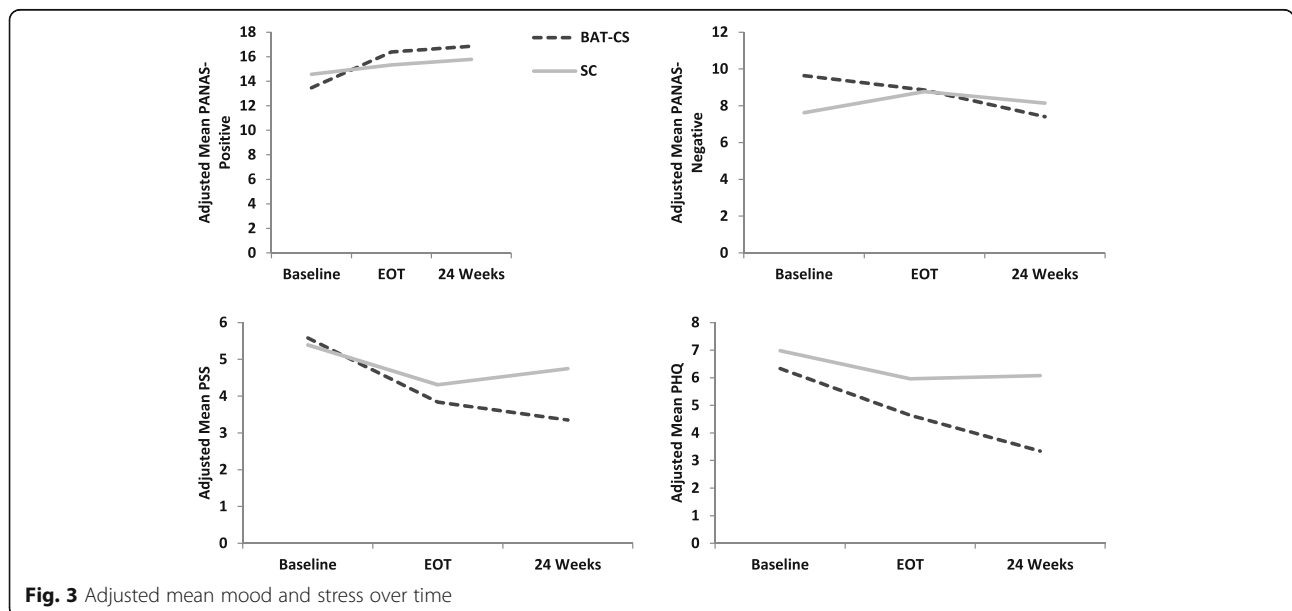 Adjusted Mean PANAS-
Positive
18
16
14
12
10
8
6
4
2
0
Baseline EOT 24 Weeks
BAT-CS
SC
Adjusted Mean PANAS-
Negative
12
10
8
6
4
2
0
Baseline EOT 24 Weeks
Adjusted Mean PSS
6
5
4
3
2
1
0
Baseline EOT 24 Weeks
Adjusted Mean PHQ
8
7
6
5
4
3
2
1
0
Baseline EOT 24 Weeks
Fig. 3 Adjusted mean mood and stress over time